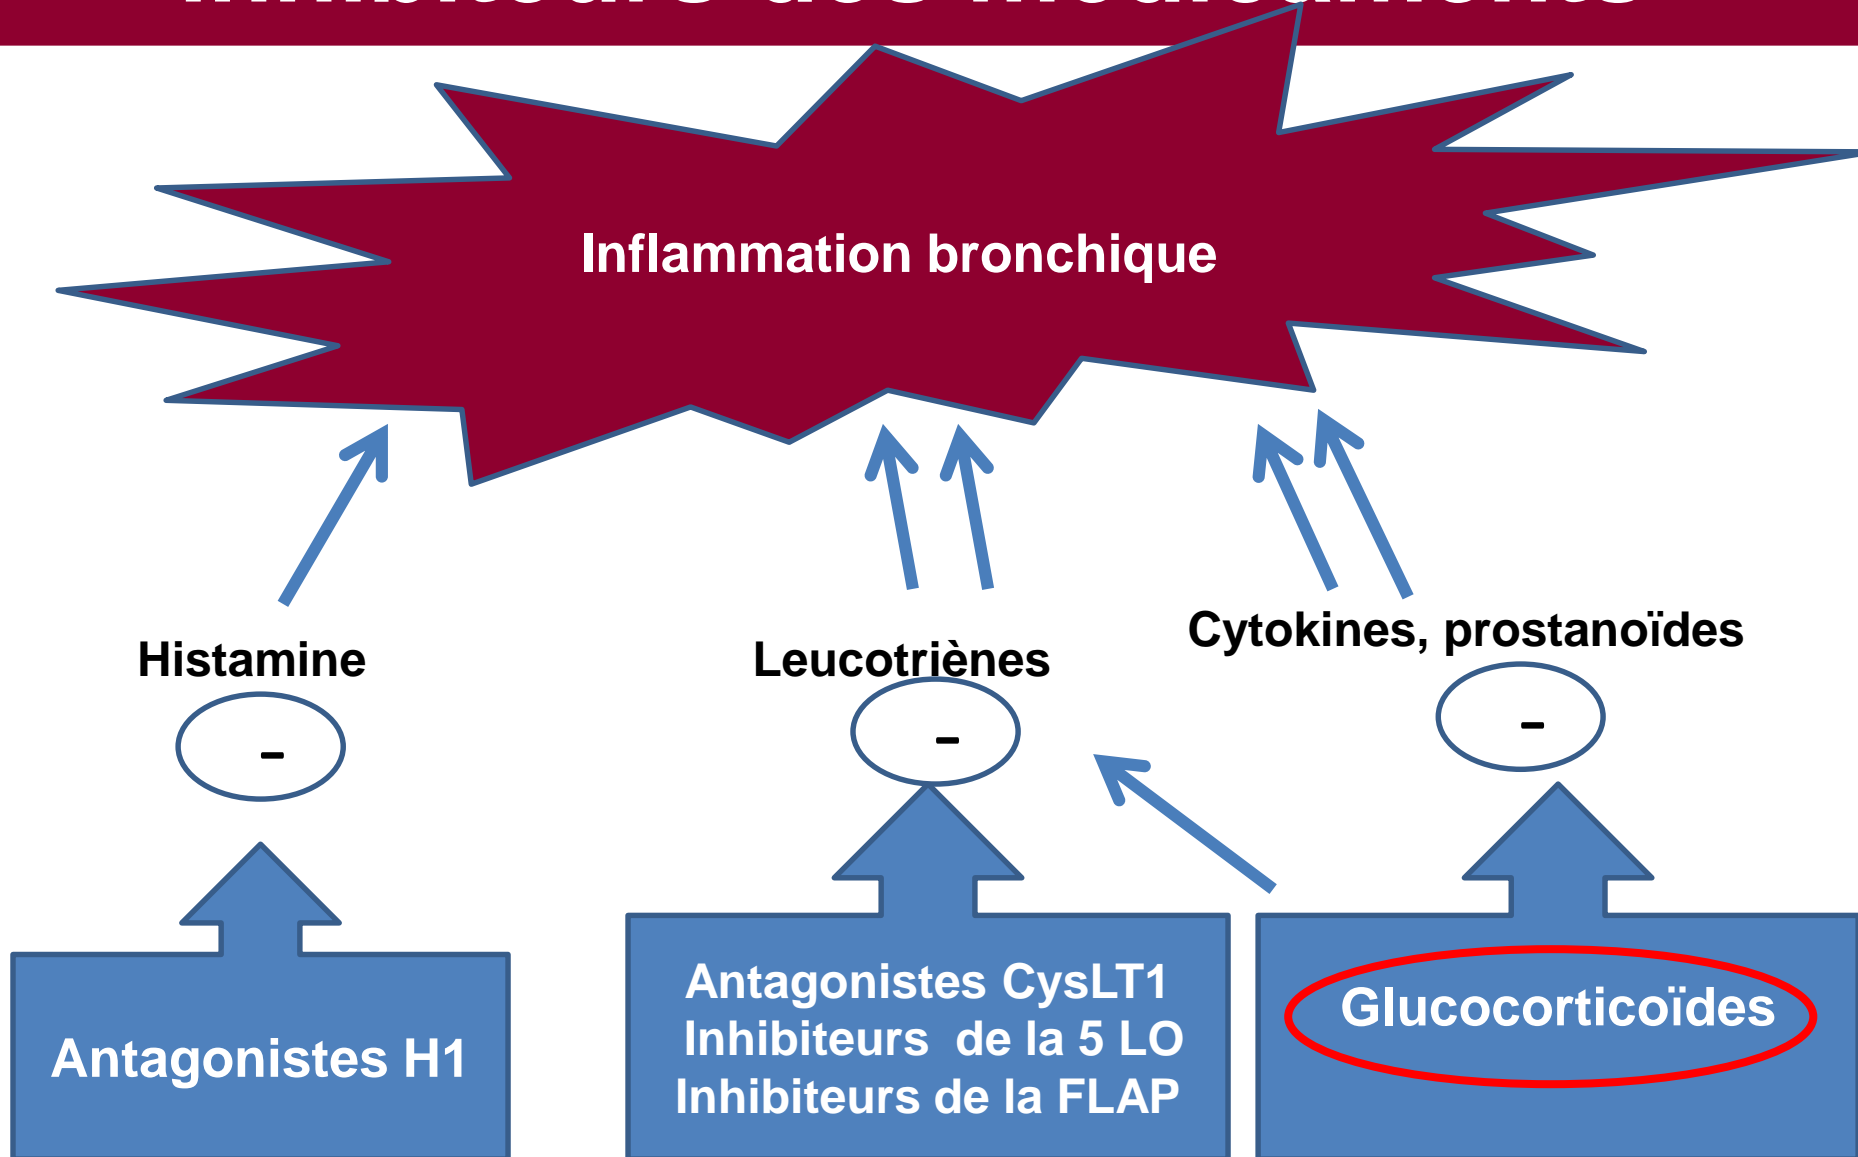 Inflammation bronchique
Histamine
Leucotriènes
Cytokines, prostanoïdes
-
-
-
Antagonistes H1
Antagonistes CysLT1
Inhibiteurs de la 5 LO
Inhibiteurs de la FLAP
Glucocorticoïdes